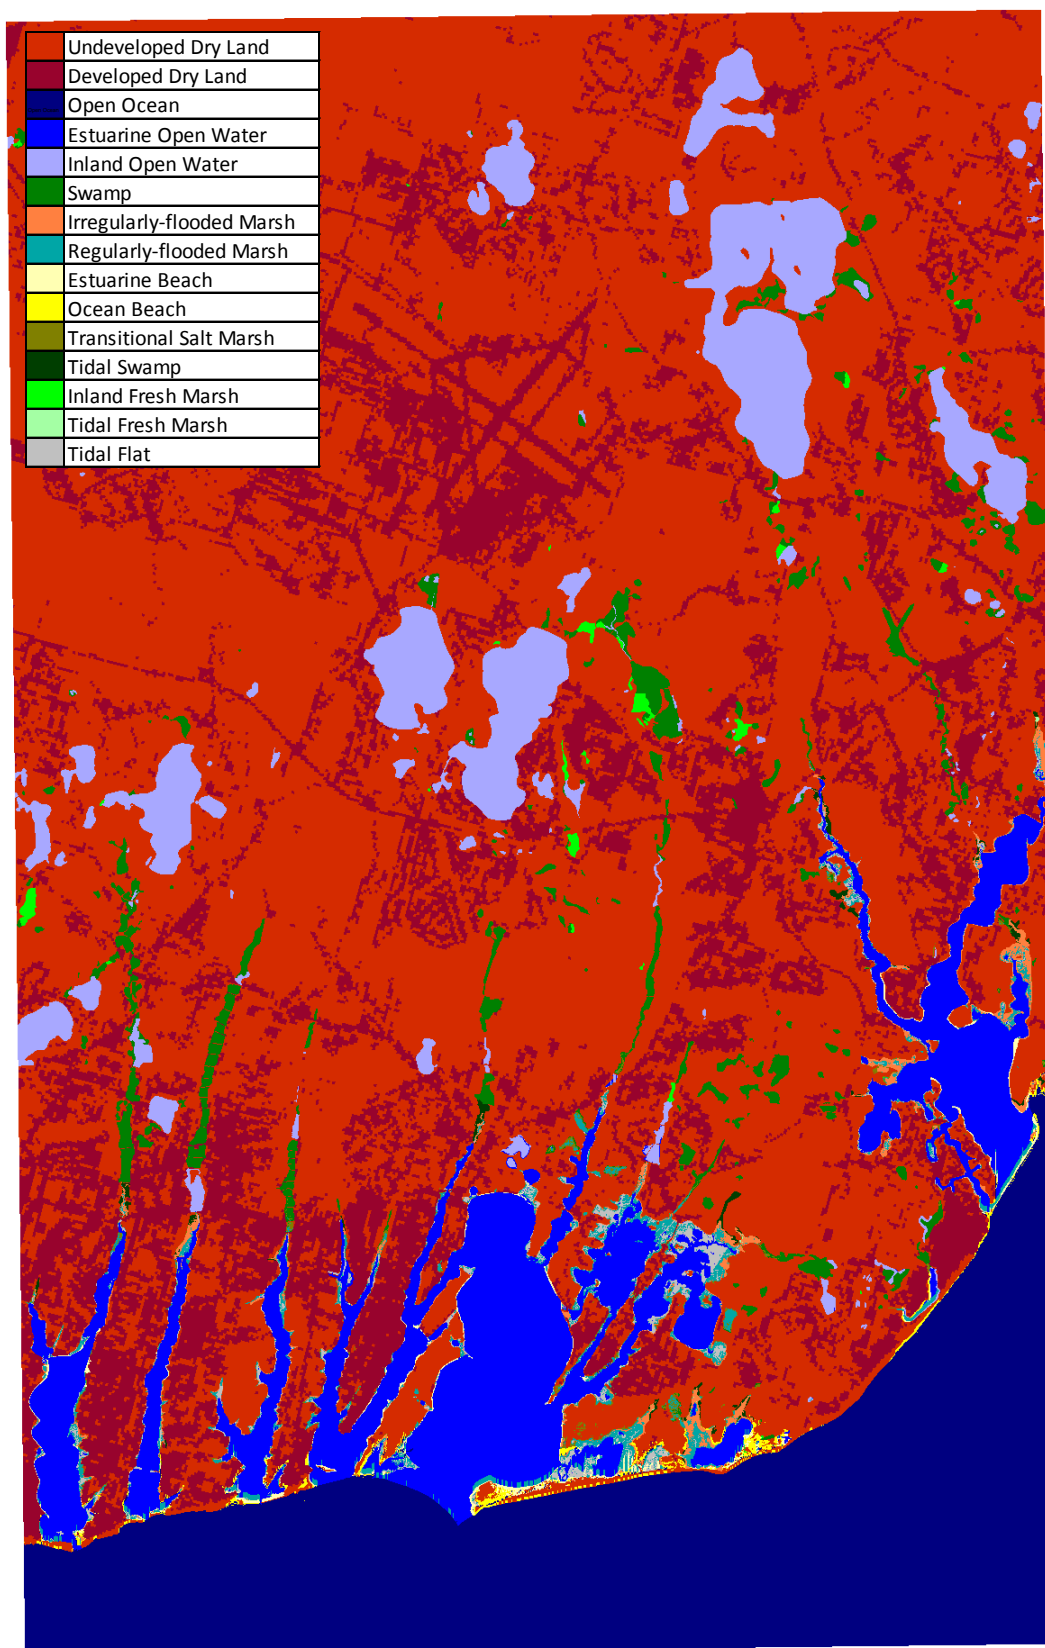 Undeveloped Dry Land
Developed Dry Land
Open Ocean
Estuarine Open Water
Inland Open Water
Swamp
Irregularly-flooded Marsh
Regularly-flooded Marsh
Estuarine Beach
Ocean Beach
Transitional Salt Marsh
Tidal Swamp
Inland Fresh Marsh
Tidal Fresh Marsh
Tidal Flat